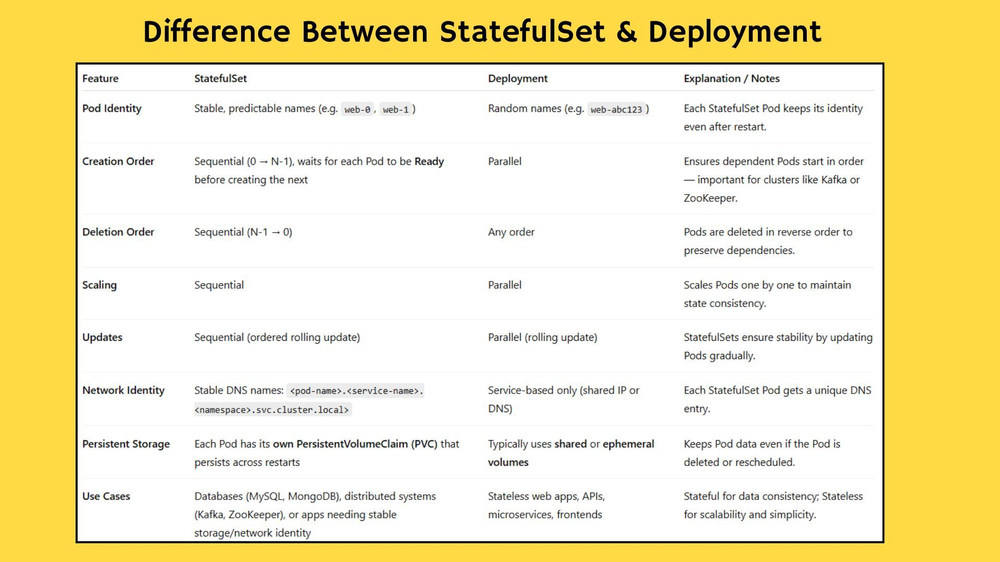 Difference Between StatefulSet & Deployment
Feature StatefulSet Deployment Explanation / Notes
Pod Identity Stable, predictable names (e.g. web-0, web-1) Random names (e.g. web-abc123) Each StatefulSet Pod keeps its identity
even after restart.
Creation Order Sequential (0 → N-1), waits for each Pod to be Ready Parallel Ensures dependent Pods start in order
before creating the next — important for clusters like Kafka or
ZooKeeper.
Deletion Order Sequential (N-1 → 0) Any order Pods are deleted in reverse order to
preserve dependencies.
Scaling Sequential Parallel Scales Pods one by one to maintain
state consistency.
Updates Sequential (ordered rolling update) Parallel (rolling update) StatefulSets ensure stability by updating
Pods gradually.
Network Identity Stable DNS names: <pod-name>.<service-name>. Service-based only (shared IP or Each StatefulSet Pod gets a unique DNS
<namespace>.svc.cluster.local> DNS) entry.
Persistent Storage Each Pod has its own PersistentVolumeClaim (PVC) that Typically uses shared or ephemeral Keeps Pod data even if the Pod is
persists across restarts volumes deleted or rescheduled.
Use Cases Databases (MySQL, MongoDB), distributed systems Stateless web apps, APIs, Stateful for data consistency; Stateless
(Kafka, ZooKeeper), or apps needing stable microservices, frontends for scalability and simplicity.
storage/network identity